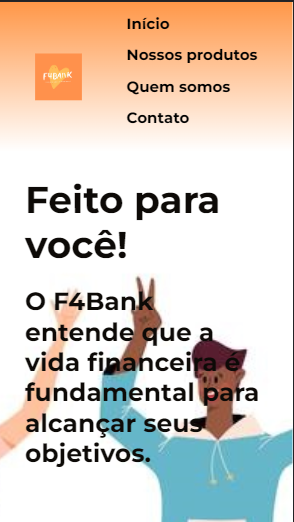 Início
Nossos produtos
F4BANK
Quem somos
Contato
Feito para
você!
O F4Bank
entende que a
vida financeira é
fundamental para
alcançar seus
objetivos.